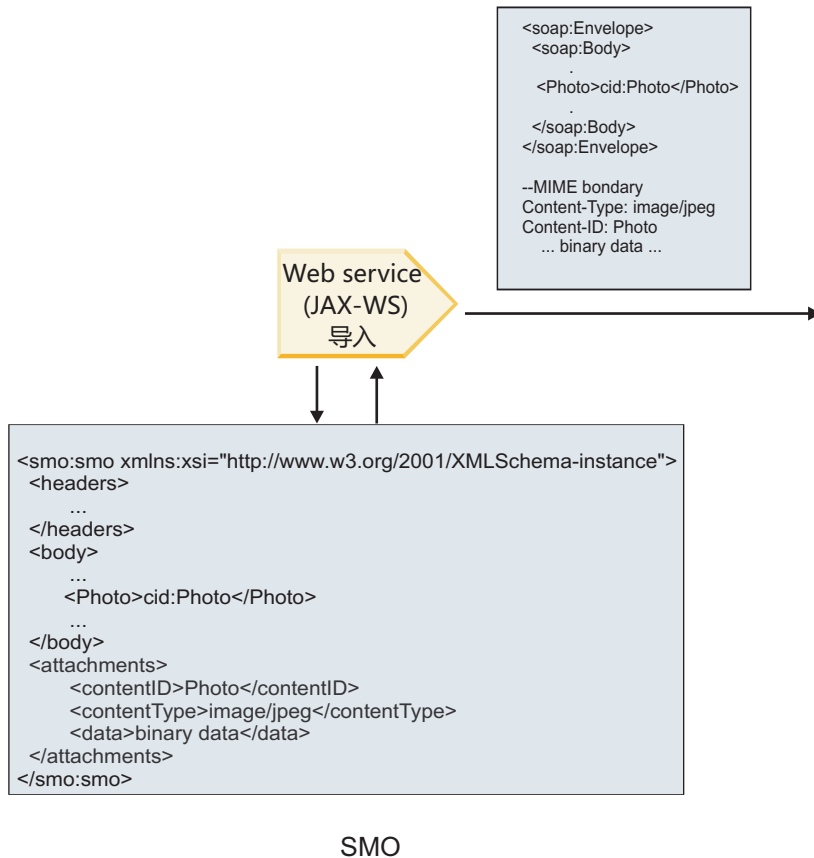 <soap:Envelope>
<soap:Body>
.
<Photo>cid:Photo</Photo>
.
</soap:Body>
</soap:Envelope>
--MIME bondary
Content-Type: image/jpeg
Content-ID: Photo
... binary data ...
Web service
(JAX-WS)
导入
<smo:smo xmlns:xsi="http://www.w3.org/2001/XMLSchema-instance">
<headers>
...
</headers>
<body>
...
<Photo>cid:Photo</Photo>
...
</body>
<attachments>
<contentID>Photo</contentID>
<contentType>image/jpeg</contentType>
<data>binary data</data>
</attachments>
</smo:smo>
SMO